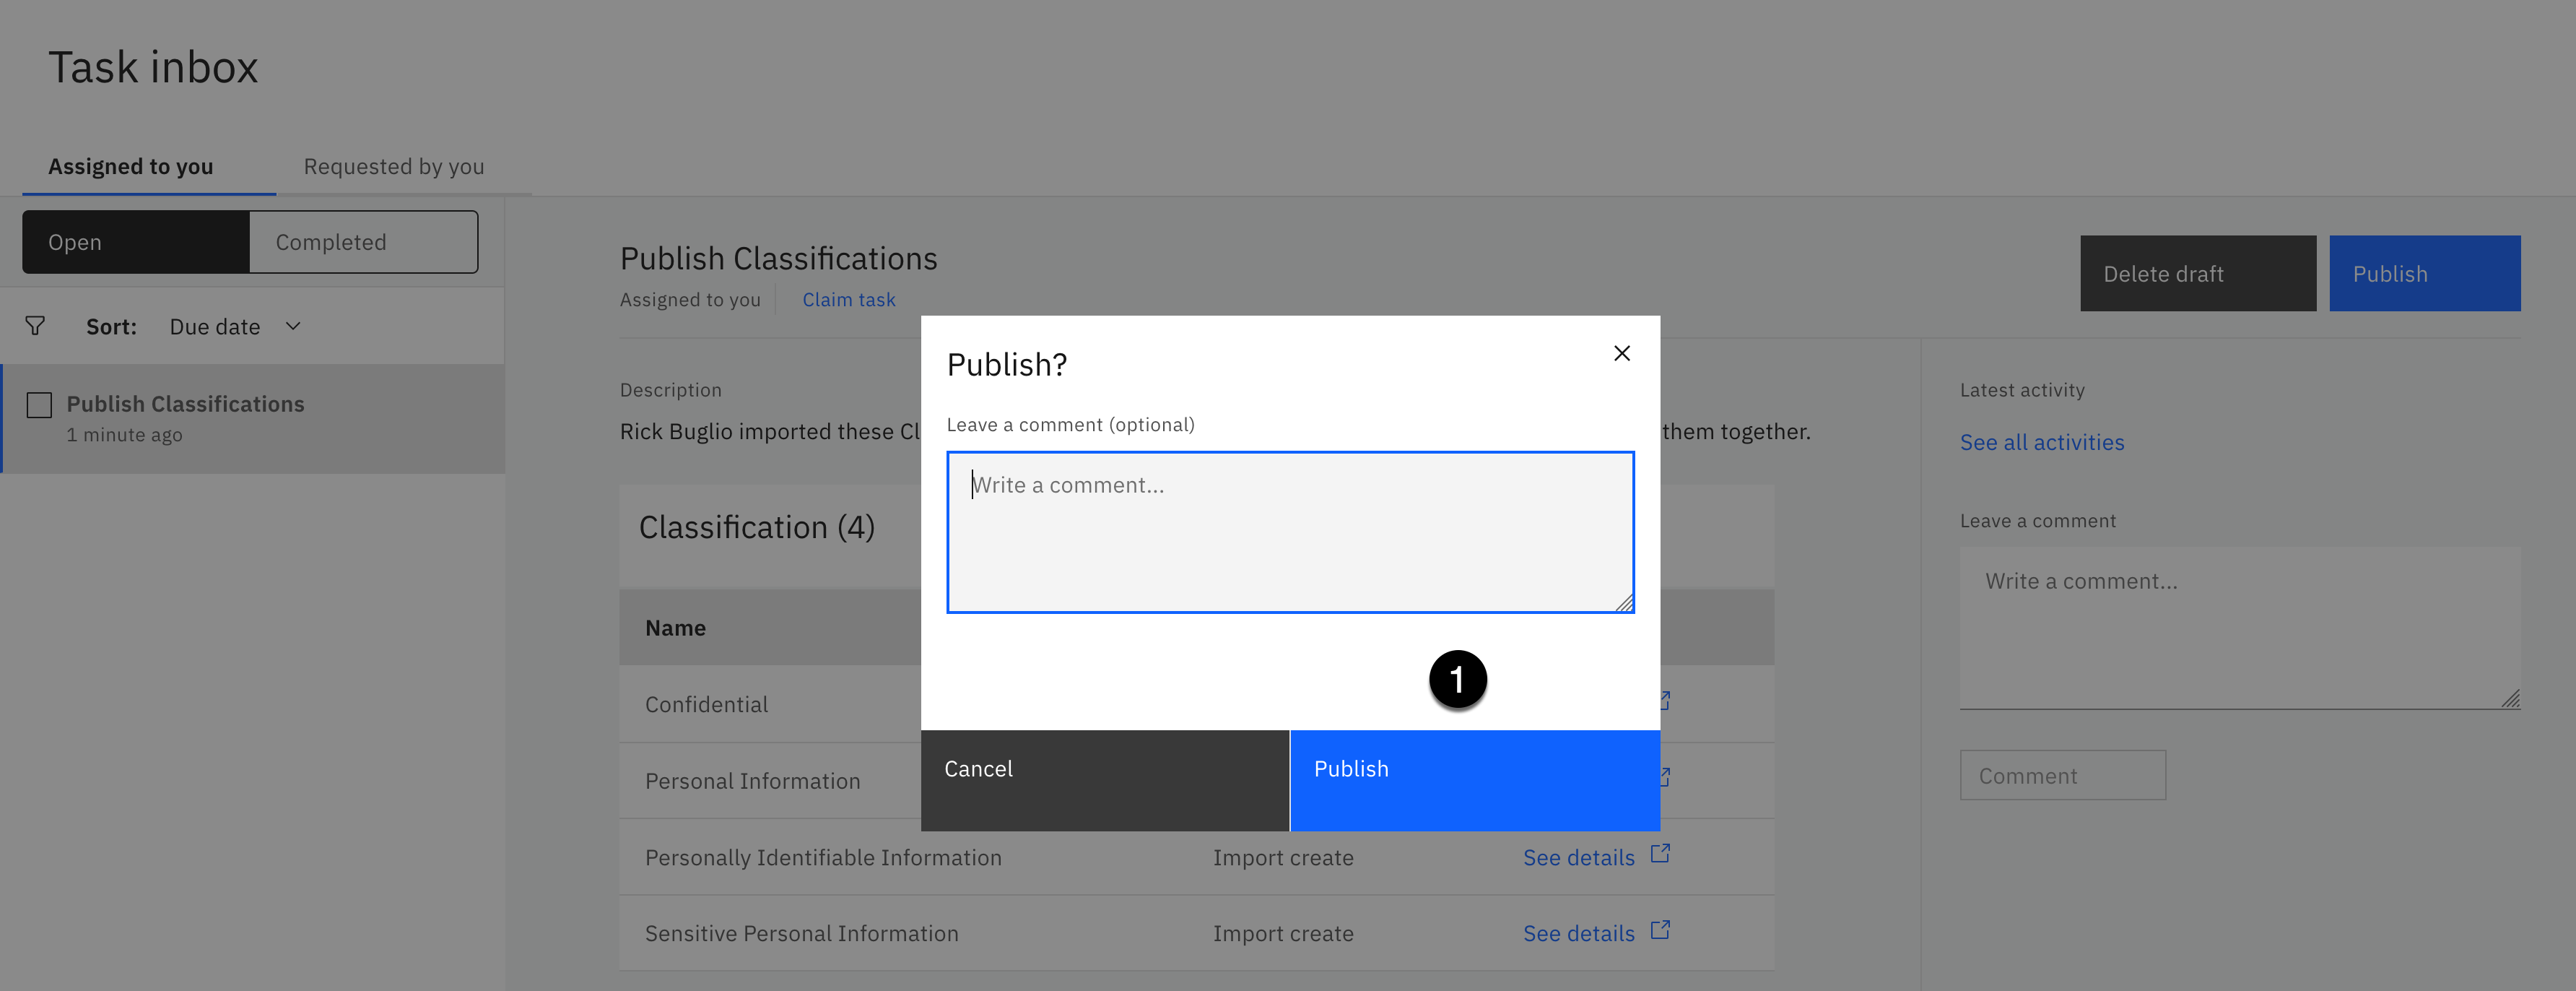 Task inbox
Assigned to you
Requested by you
Open
Completed
Sort: Due date
Publish Classifications
1 minute ago
Publish Classifications
Assigned to you
Claim task
Delete draft
Publish
Description
Rick Buglio imported these Cl
them together.
Classification (4)
Name
Confidential
Personal Information
Personally Identifiable Information
Import create
See details
Sensitive Personal Information
Import create
See details
Publish?
Leave a comment (optional)
Write a comment...
1
Cancel
Publish
Latest activity
See all activities
Leave a comment
Write a comment...
Comment